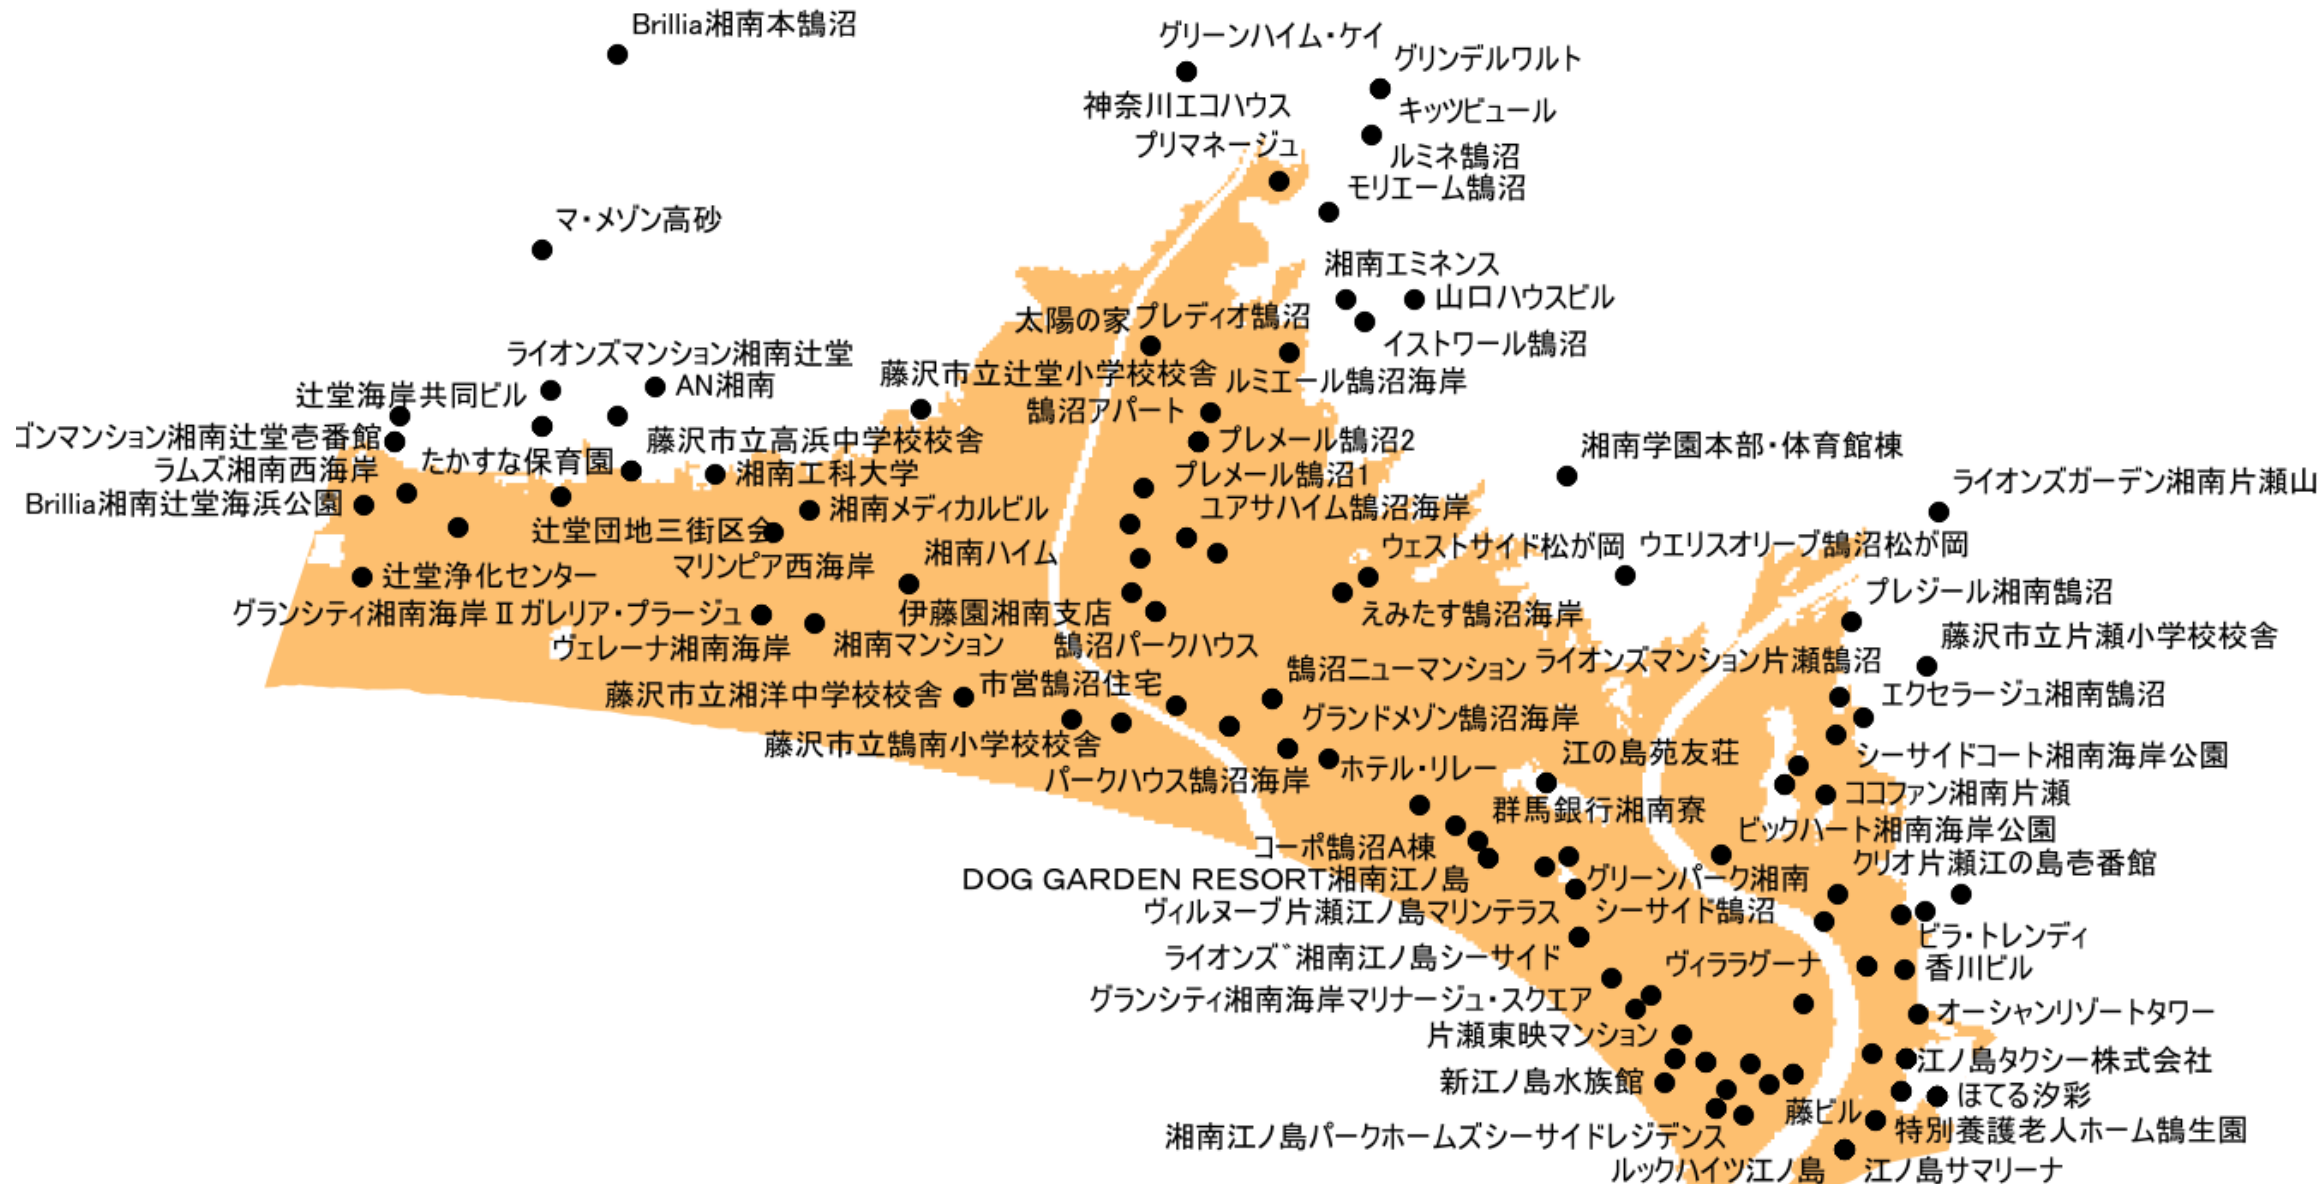 Brillia湘南本鵠沼
グリーンハイム・ケイ
グリンデルワルト
神奈川エコハウス
キッツビュール
プリマネージュ
ルミネ鵠沼
モリエーム鵠沼
マ・メゾン高砂
湘南エミネンス
山口ハウスビル
太陽の家
プレディオ鵠沼
イストワール鵠沼
ライオンズマンション湘南辻堂
藤沢市立辻堂小学校校舎
ルミエール鵠沼海岸
AN湘南
辻堂海岸共同ビル
鵠沼アパート
ゴンマンション湘南辻堂壱番館
藤沢市立高浜中学校校舎
プレメール鵠沼2
湘南学園本部・体育館棟
ラムズ湘南西海岸
たかすな保育園
湘南工科大学
プレメール鵠沼1
ライオンズガーデン湘南片瀬山
Brillia湘南辻堂海浜公園
湘南メディカルビル
ユアサハイム鵠沼海岸
辻堂団地三街区会
湘南ハイム
ウェストサイド松が岡
ウエリスオリーブ鵠沼松が岡
マリンピア西海岸
辻堂浄化センター
プレジール湘南鵠沼
グランシティ湘南海岸Ⅱガレリア・プラージュ
伊藤園湘南支店
えみたす鵠沼海岸
藤沢市立片瀬小学校校舎
ヴェレーナ湘南海岸
湘南マンション
鵠沼パークハウス
鵠沼ニューマンション
ライオンズマンション片瀬鵠沼
藤沢市立湘洋中学校校舎
市営鵠沼住宅
エクセラージュ湘南鵠沼
グランドメゾン鵠沼海岸
藤沢市立鵠南小学校校舎
江の島苑友荘
シーサイドコート湘南海岸公園
パークハウス鵠沼海岸
ホテル・リレー
ココファン湘南片瀬
群馬銀行湘南寮
ビックハート湘南海岸公園
コーポ鵠沼A棟
クリオ片瀬江の島壱番館
DOG GARDEN RESORT湘南江ノ島
グリーンパーク湘南
ヴィルヌーブ片瀬江ノ島マリンテラス
シーサイド鵠沼
ビラ・トレンディ
ライオンズ゛湘南江ノ島シーサイド
ヴィララグーナ
香川ビル
グランシティ湘南海岸マリナージュ・スクエア
オーシャンリゾートタワー
片瀬東映マンション
江ノ島タクシー株式会社
新江ノ島水族館
ほてる汐彩
藤ビル
湘南江ノ島パークホームズシーサイドレジデンス
特別養護老人ホーム鵠生園
ルックハイツ江ノ島
江ノ島サマリーナ